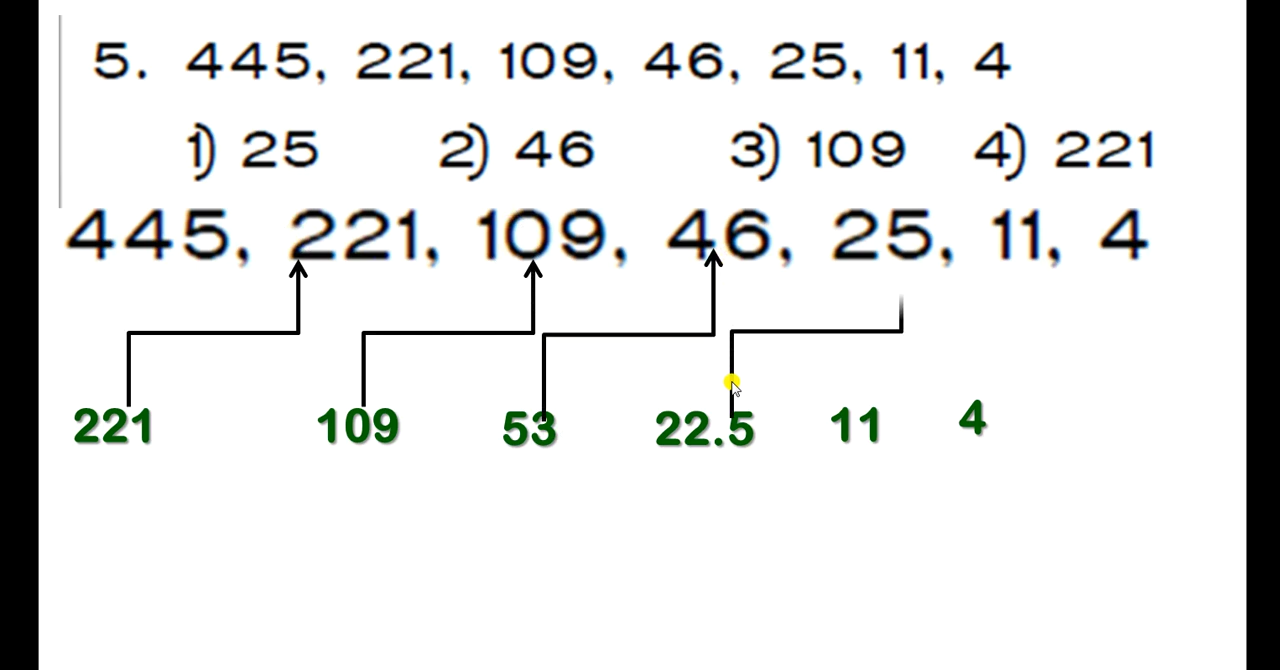 5. 445, 221, 109, 46, 25, 11, 4
1) 25 2) 46 3) 109 4) 221
445, 221, 109, 46, 25, 11, 4
221 109 53 22.5 11 4